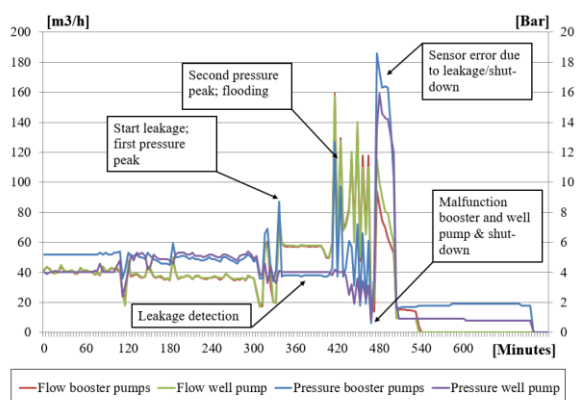 [m3/h] [Bar]
200 20
180 18
160 16
140 14
120 12
100 10
80 8
60 6
40 4
20 2
0 0
Sensor error due
to leakage/shut-
down
Second pressure
peak; flooding
Start leakage;
first pressure
peak
Malfunction
booster and well
pump & shut-
down
Leakage detection
0 60 120 180 240 300 360 420 480 540 600
[Minutes]
Flow booster pumps Flow well pump Pressure booster pumps Pressure well pump